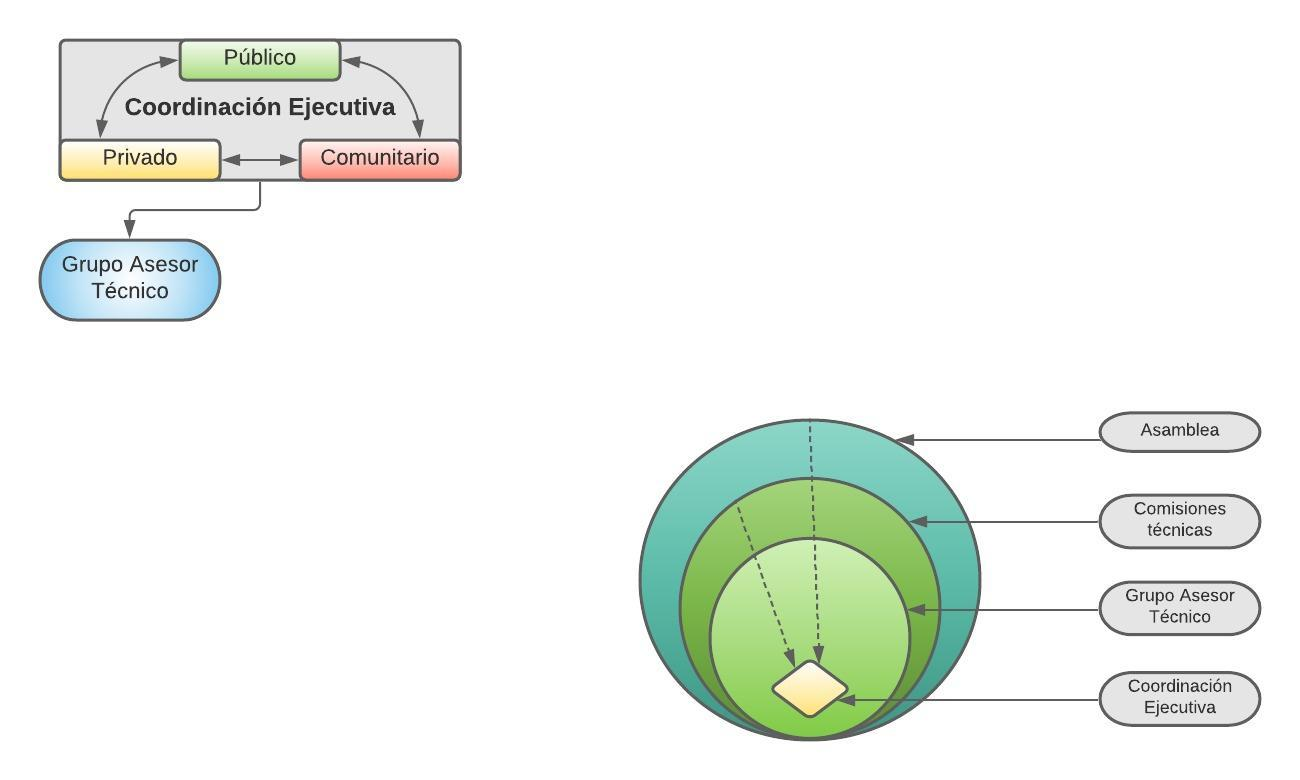 Público
Coordinación Ejecutiva
Privado
Comunitario
Grupo Asesor
Técnico
Asamblea
Comisiones
técnicas
Grupo Asesor
Técnico
Coordinación
Ejecutiva